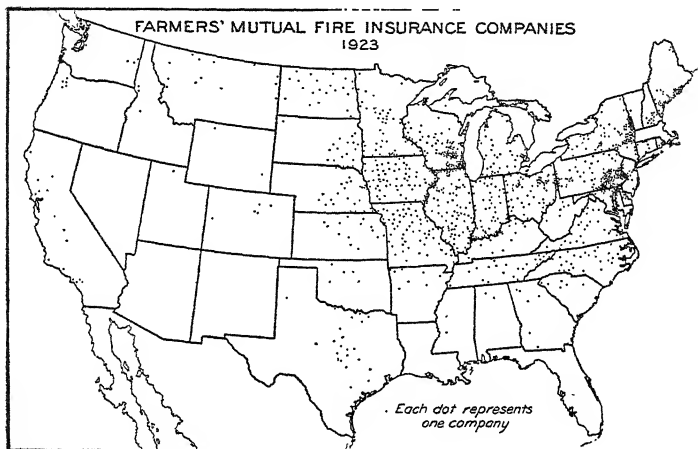 FARMERS' MUTUAL FIRE INSURANCE COMPANIES
1923
Each dot represents
one company